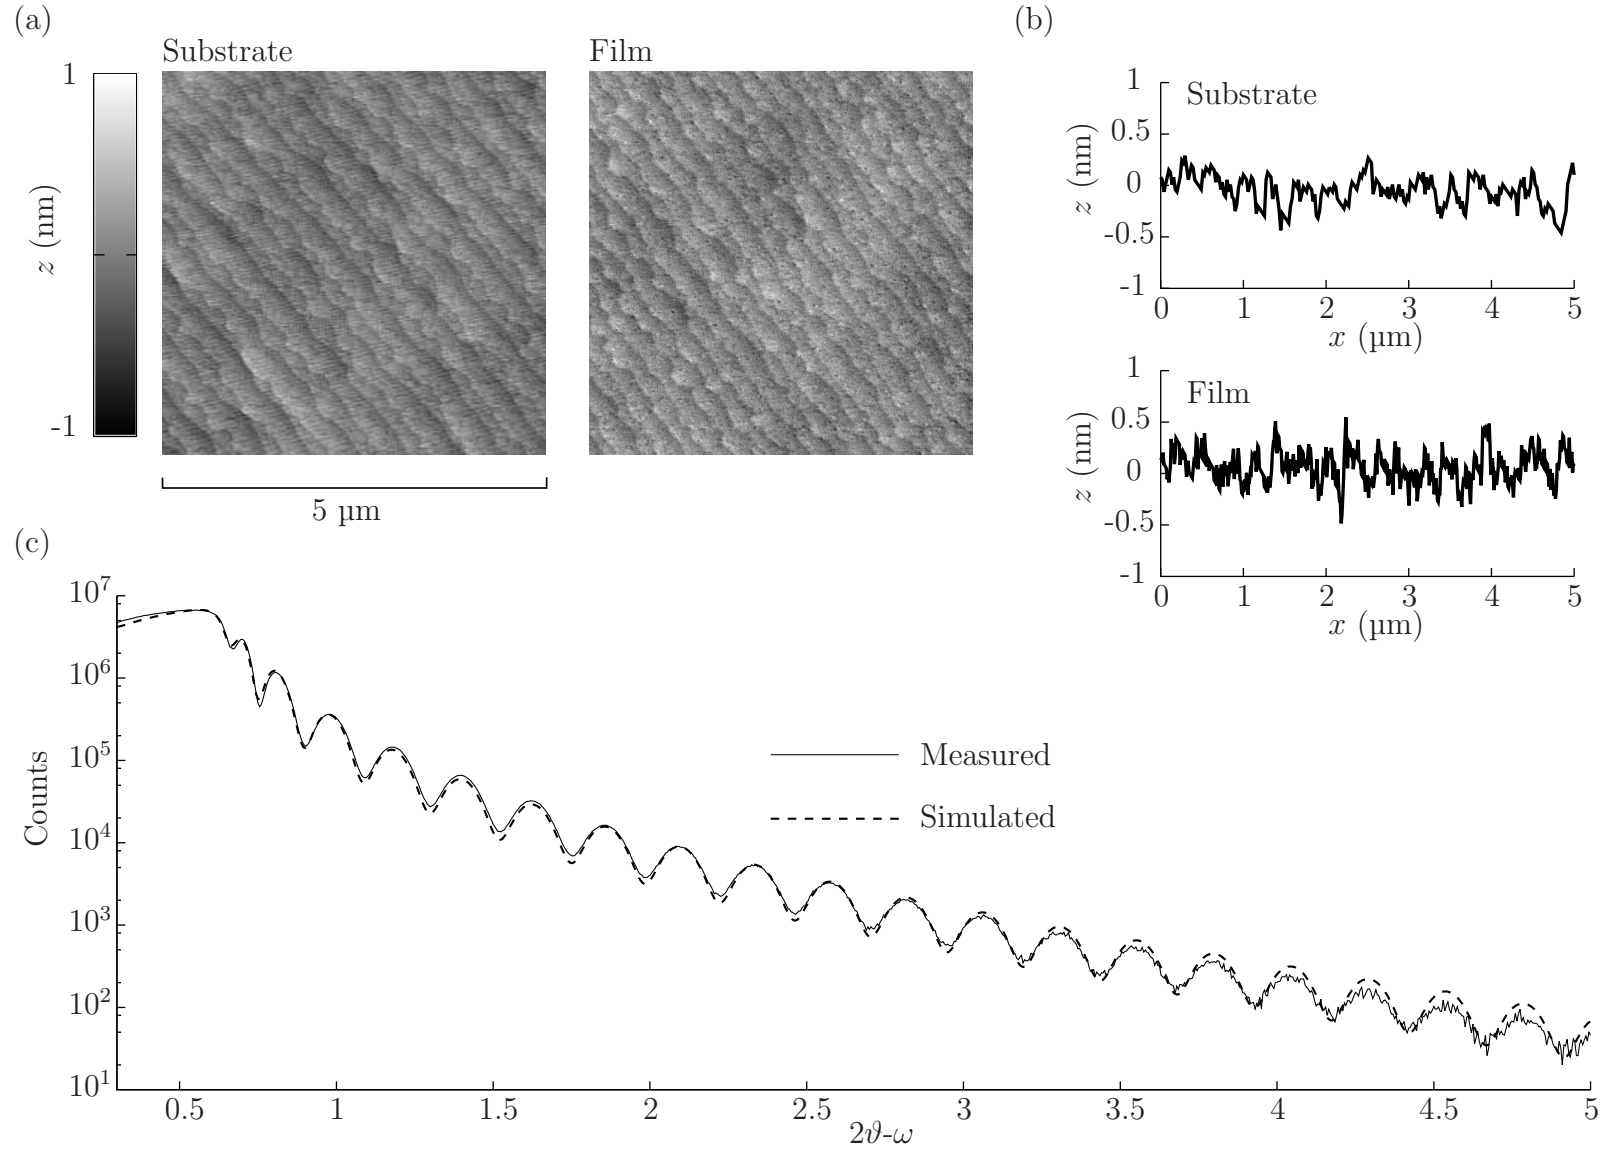 (a)
Substrate
Film
1
z (nm)
-1
5 µm
(b)
Substrate
1
0.5
0
-0.5
-1
z (nm)
0 1 2 3 4 5
x (µm)
Film
1
0.5
0
-0.5
-1
z (nm)
0 1 2 3 4 5
x (µm)
(c)
10^7
10^6
10^5
10^4
10^3
10^2
10^1
Counts
Measured
Simulated
0.5 1 1.5 2 2.5 3 3.5 4 4.5 5
2ϑ-ω